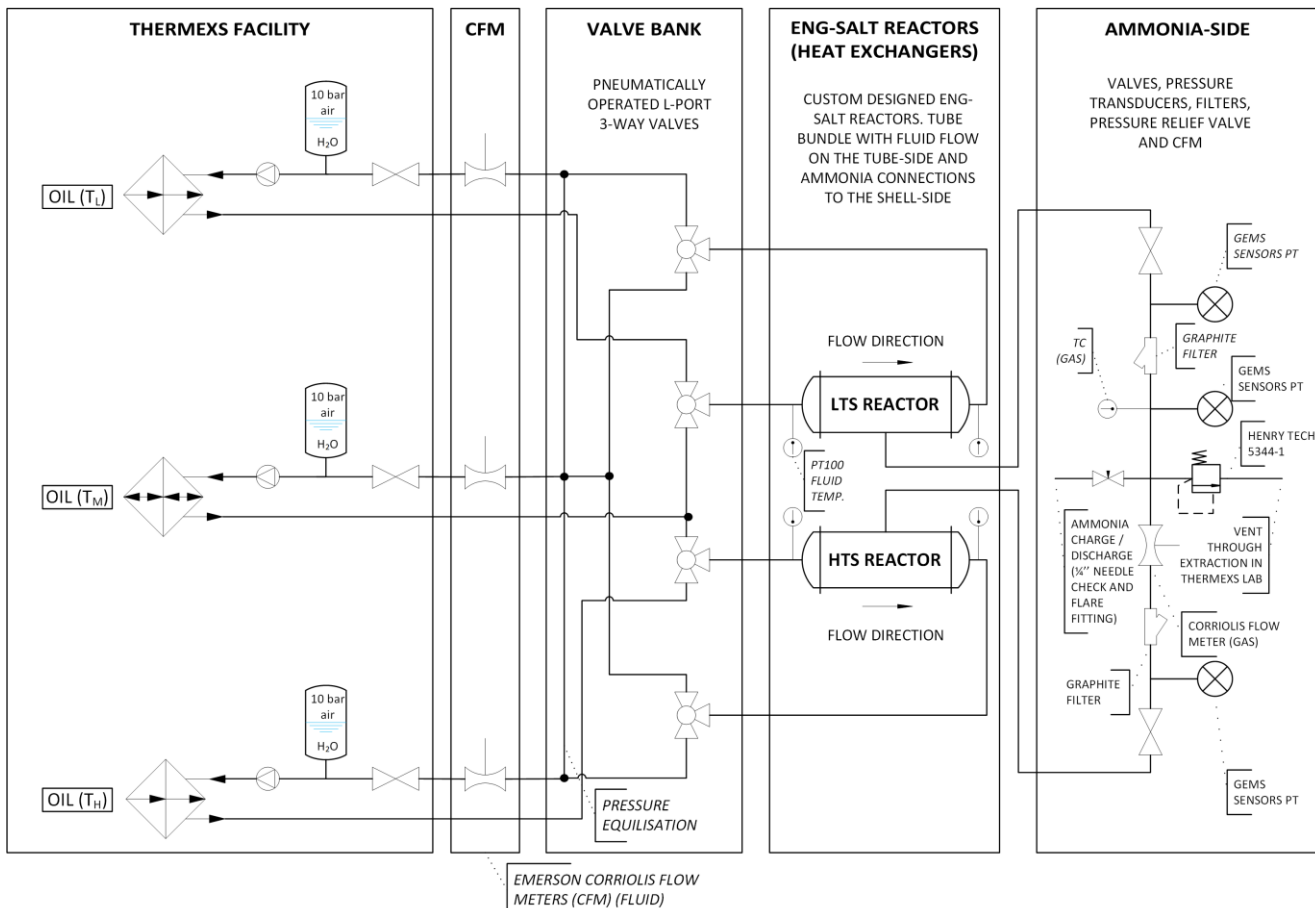 THERMEXS FACILITY
CFM
VALVE BANK
PNEUMATICALLY
OPERATED L-PORT
3-WAY VALVES
ENG-SALT REACTORS
(HEAT EXCHANGERS)
CUSTOM DESIGNED ENG-
SALT REACTORS. TUBE
BUNDLE WITH FLUID FLOW
ON THE TUBE-SIDE AND
AMMONIA CONNECTIONS
TO THE SHELL-SIDE
AMMONIA-SIDE
VALVES, PRESSURE
TRANSDUCERS, FILTERS,
PRESSURE RELIEF VALVE
AND CFM
10 bar
air
H₂O
OIL (T_L)
10 bar
air
H₂O
OIL (T_M)
10 bar
air
H₂O
OIL (T_H)
PRESSURE
EQUILISATION
EMERSON CORRIOLIS FLOW
METERS (CFM) (FLUID)
FLOW DIRECTION
LTS REACTOR
PT100
FLUID
TEMP.
HTS REACTOR
FLOW DIRECTION
GEMS
SENSORS PT
TC
(GAS)
GRAPHITE
FILTER
GEMS
SENSORS PT
HENRY TECH
5344-1
AMMONIA
CHARGE /
DISCHARGE
(¼’’ NEEDLE
CHECK AND
FLARE
FITTING)
VENT
THROUGH
EXTRACTION IN
THERMEXS LAB
CORRIOLIS FLOW
METER (GAS)
GRAPHITE
FILTER
GEMS
SENSORS PT